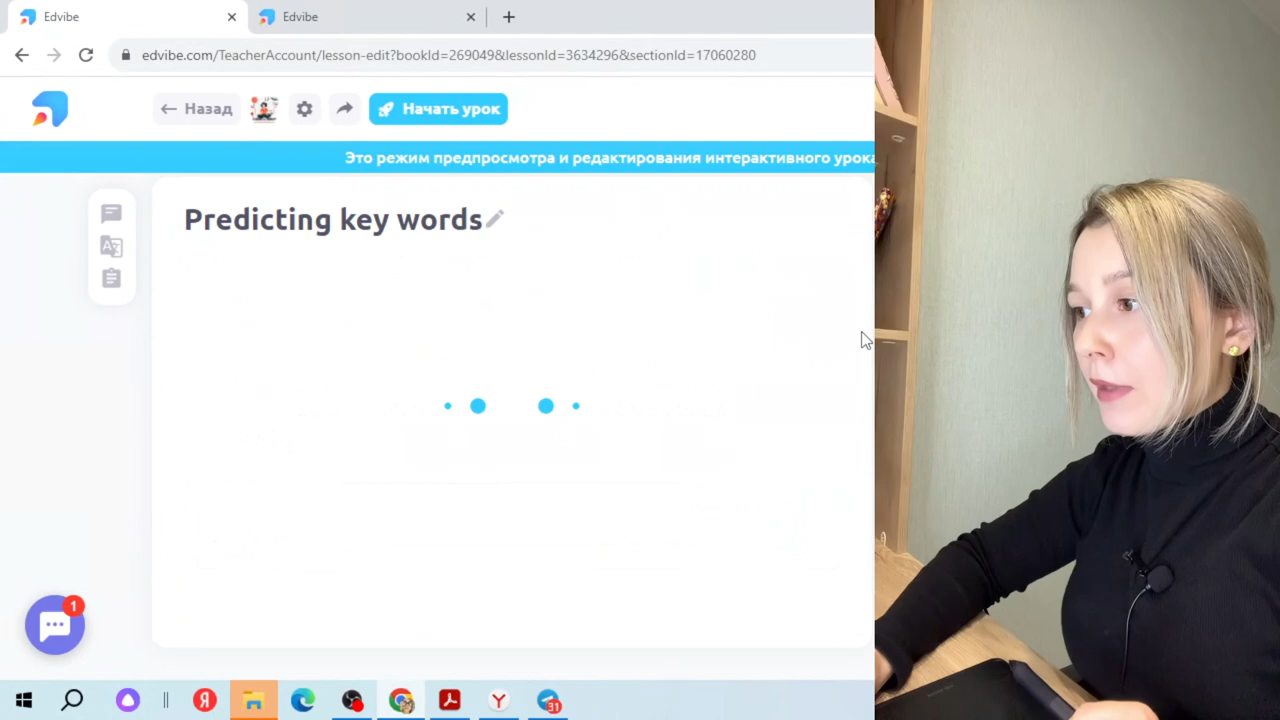 Edvibe
Edvibe
edvibe.com/TeacherAccount/lesson-edit?bookId=269049&lessonId=3634296&sectionId=17060280
← Назад
Начать урок
Это режим предпросмотра и редактирования интерактивного урока
Predicting key words
1
31